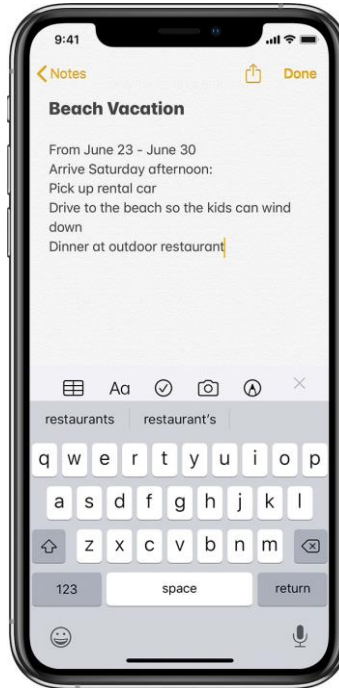 9:41
Notes
Done
Beach Vacation
From June 23 - June 30
Arrive Saturday afternoon:
Pick up rental car
Drive to the beach so the kids can wind
down
Dinner at outdoor restaurant
Aa
restaurants restaurant's
q w e r t y u i o p
a s d f g h j k l
z x c v b n m
123 space return